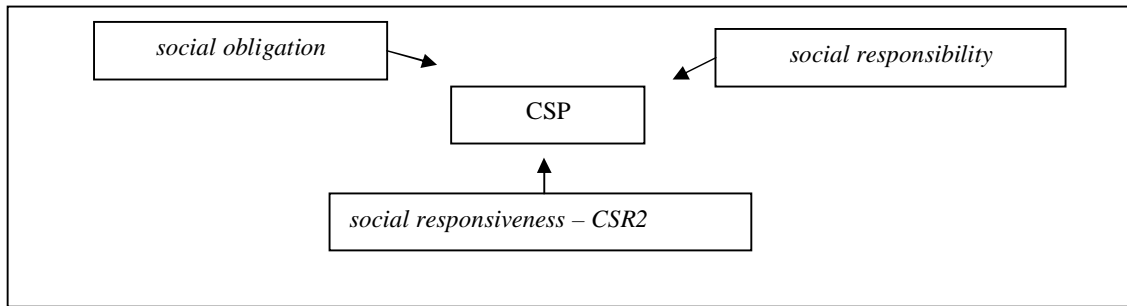 social obligation
social responsibility
CSP
social responsiveness – CSR2